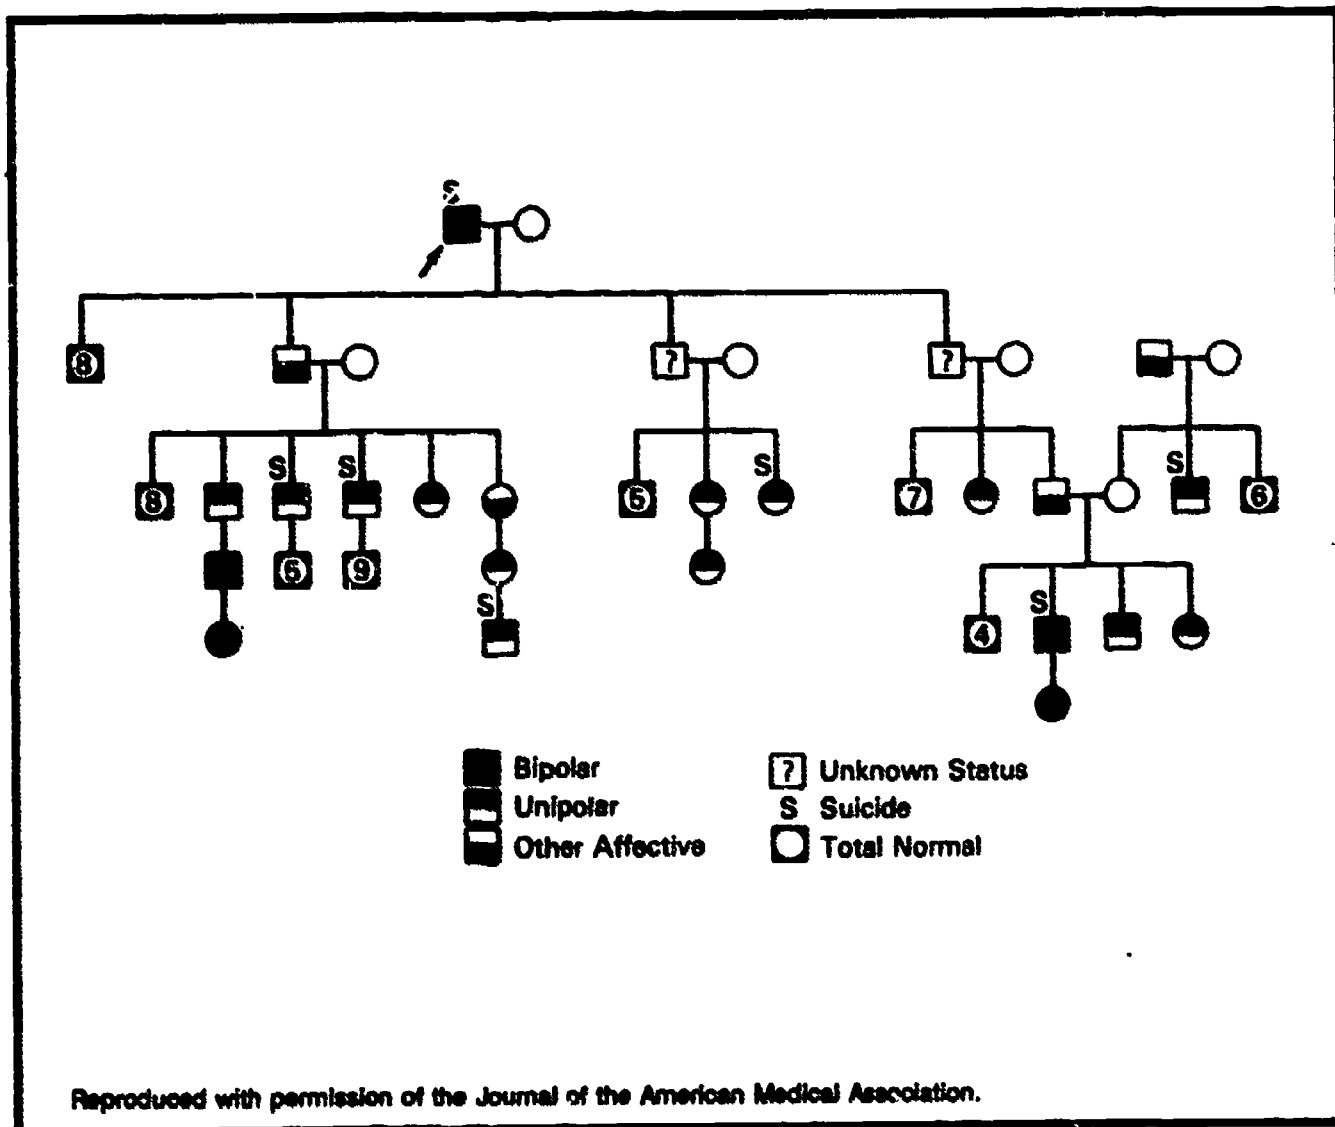 S
8
?
?
S
S
S
S
8
5
7
6
6
9
S
S
4
Bipolar
? Unknown Status
Unipolar
S Suicide
Other Affective
Total Normal
Reproduced with permission of the Journal of the American Medical Association.